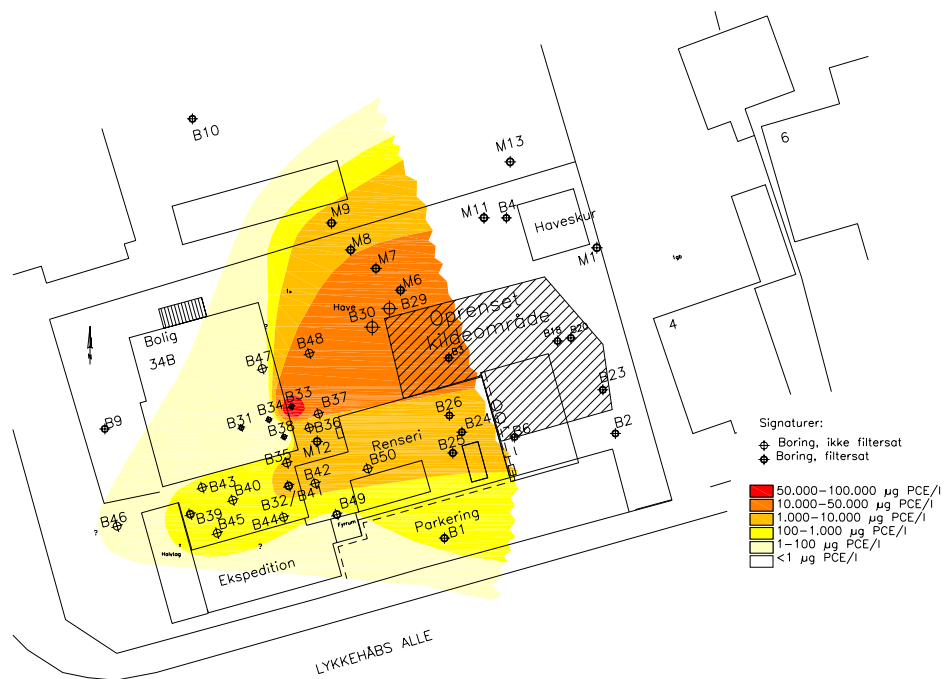 B10
M13
6
M9
M11
B4
Haveskur
M8
M7
M1
M6
Have
B29
B30
Oprenset
kildeområde
Bolig
34B
B48
B47
B3
B18
B20
4
B33
B34
B37
B31
B38
B36
B23
B9
B26
B24
D
B6
B2
Renseri
M12
B25
B35
B50
B42
B43
B40
B32/B41
B39
B45
B44
B49
B46
Fyrrum
Parkering
B1
Ekspedition
LYKKEHÅBS ALLE
Signaturer:
Boring, ikke filtersat
Boring, filtersat
50.000–100.000 µg PCE/l
10.000–50.000 µg PCE/l
1.000–10.000 µg PCE/l
100–1.000 µg PCE/l
1–100 µg PCE/l
<1 µg PCE/l
?
?
?